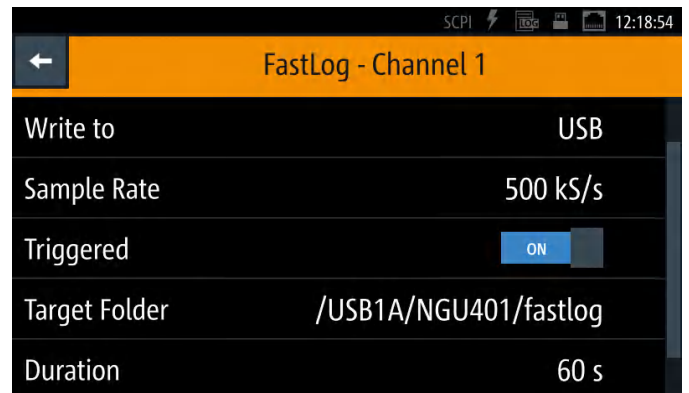 SCPI LOG 12:18:54
FastLog - Channel 1
Write to USB
Sample Rate 500 kS/s
Triggered ON
Target Folder /USB1A/NGU401/fastlog
Duration 60 s